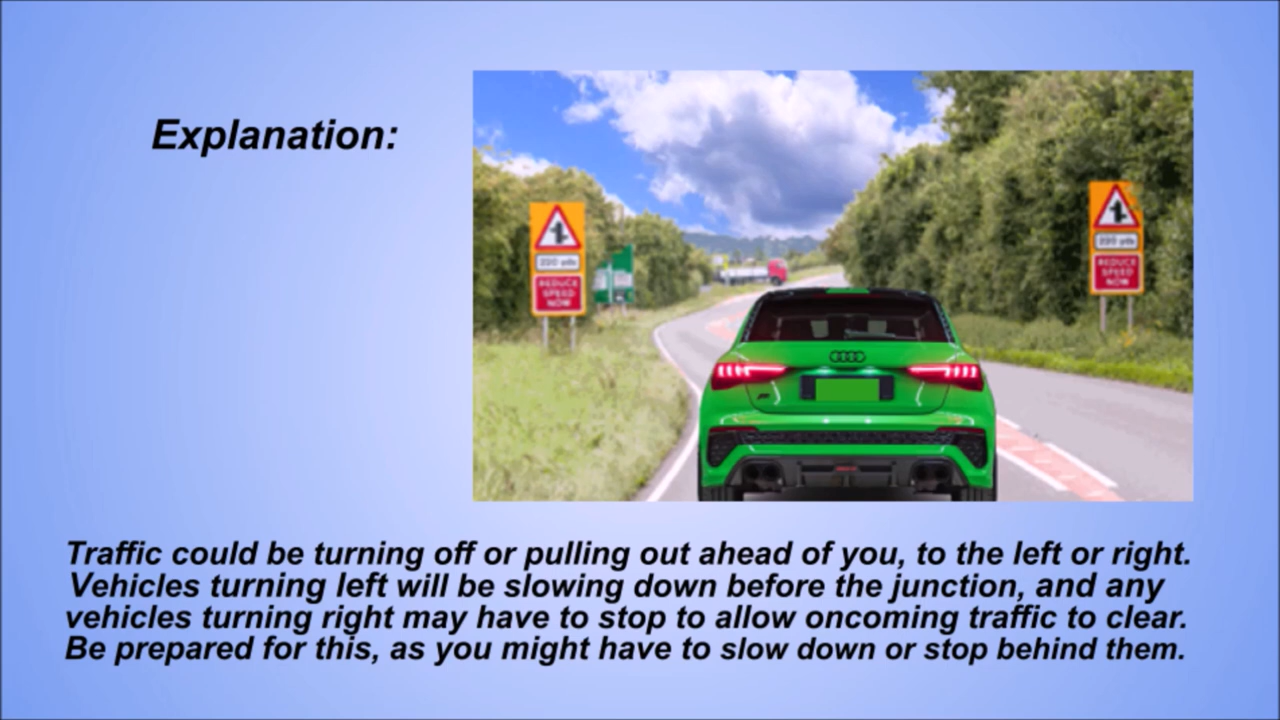 Explanation:
220 yds
REDUCE
SPEED
NOW
220 yds
REDUCE
SPEED
NOW
Traffic could be turning off or pulling out ahead of you, to the left or right.
Vehicles turning left will be slowing down before the junction, and any
vehicles turning right may have to stop to allow oncoming traffic to clear.
Be prepared for this, as you might have to slow down or stop behind them.